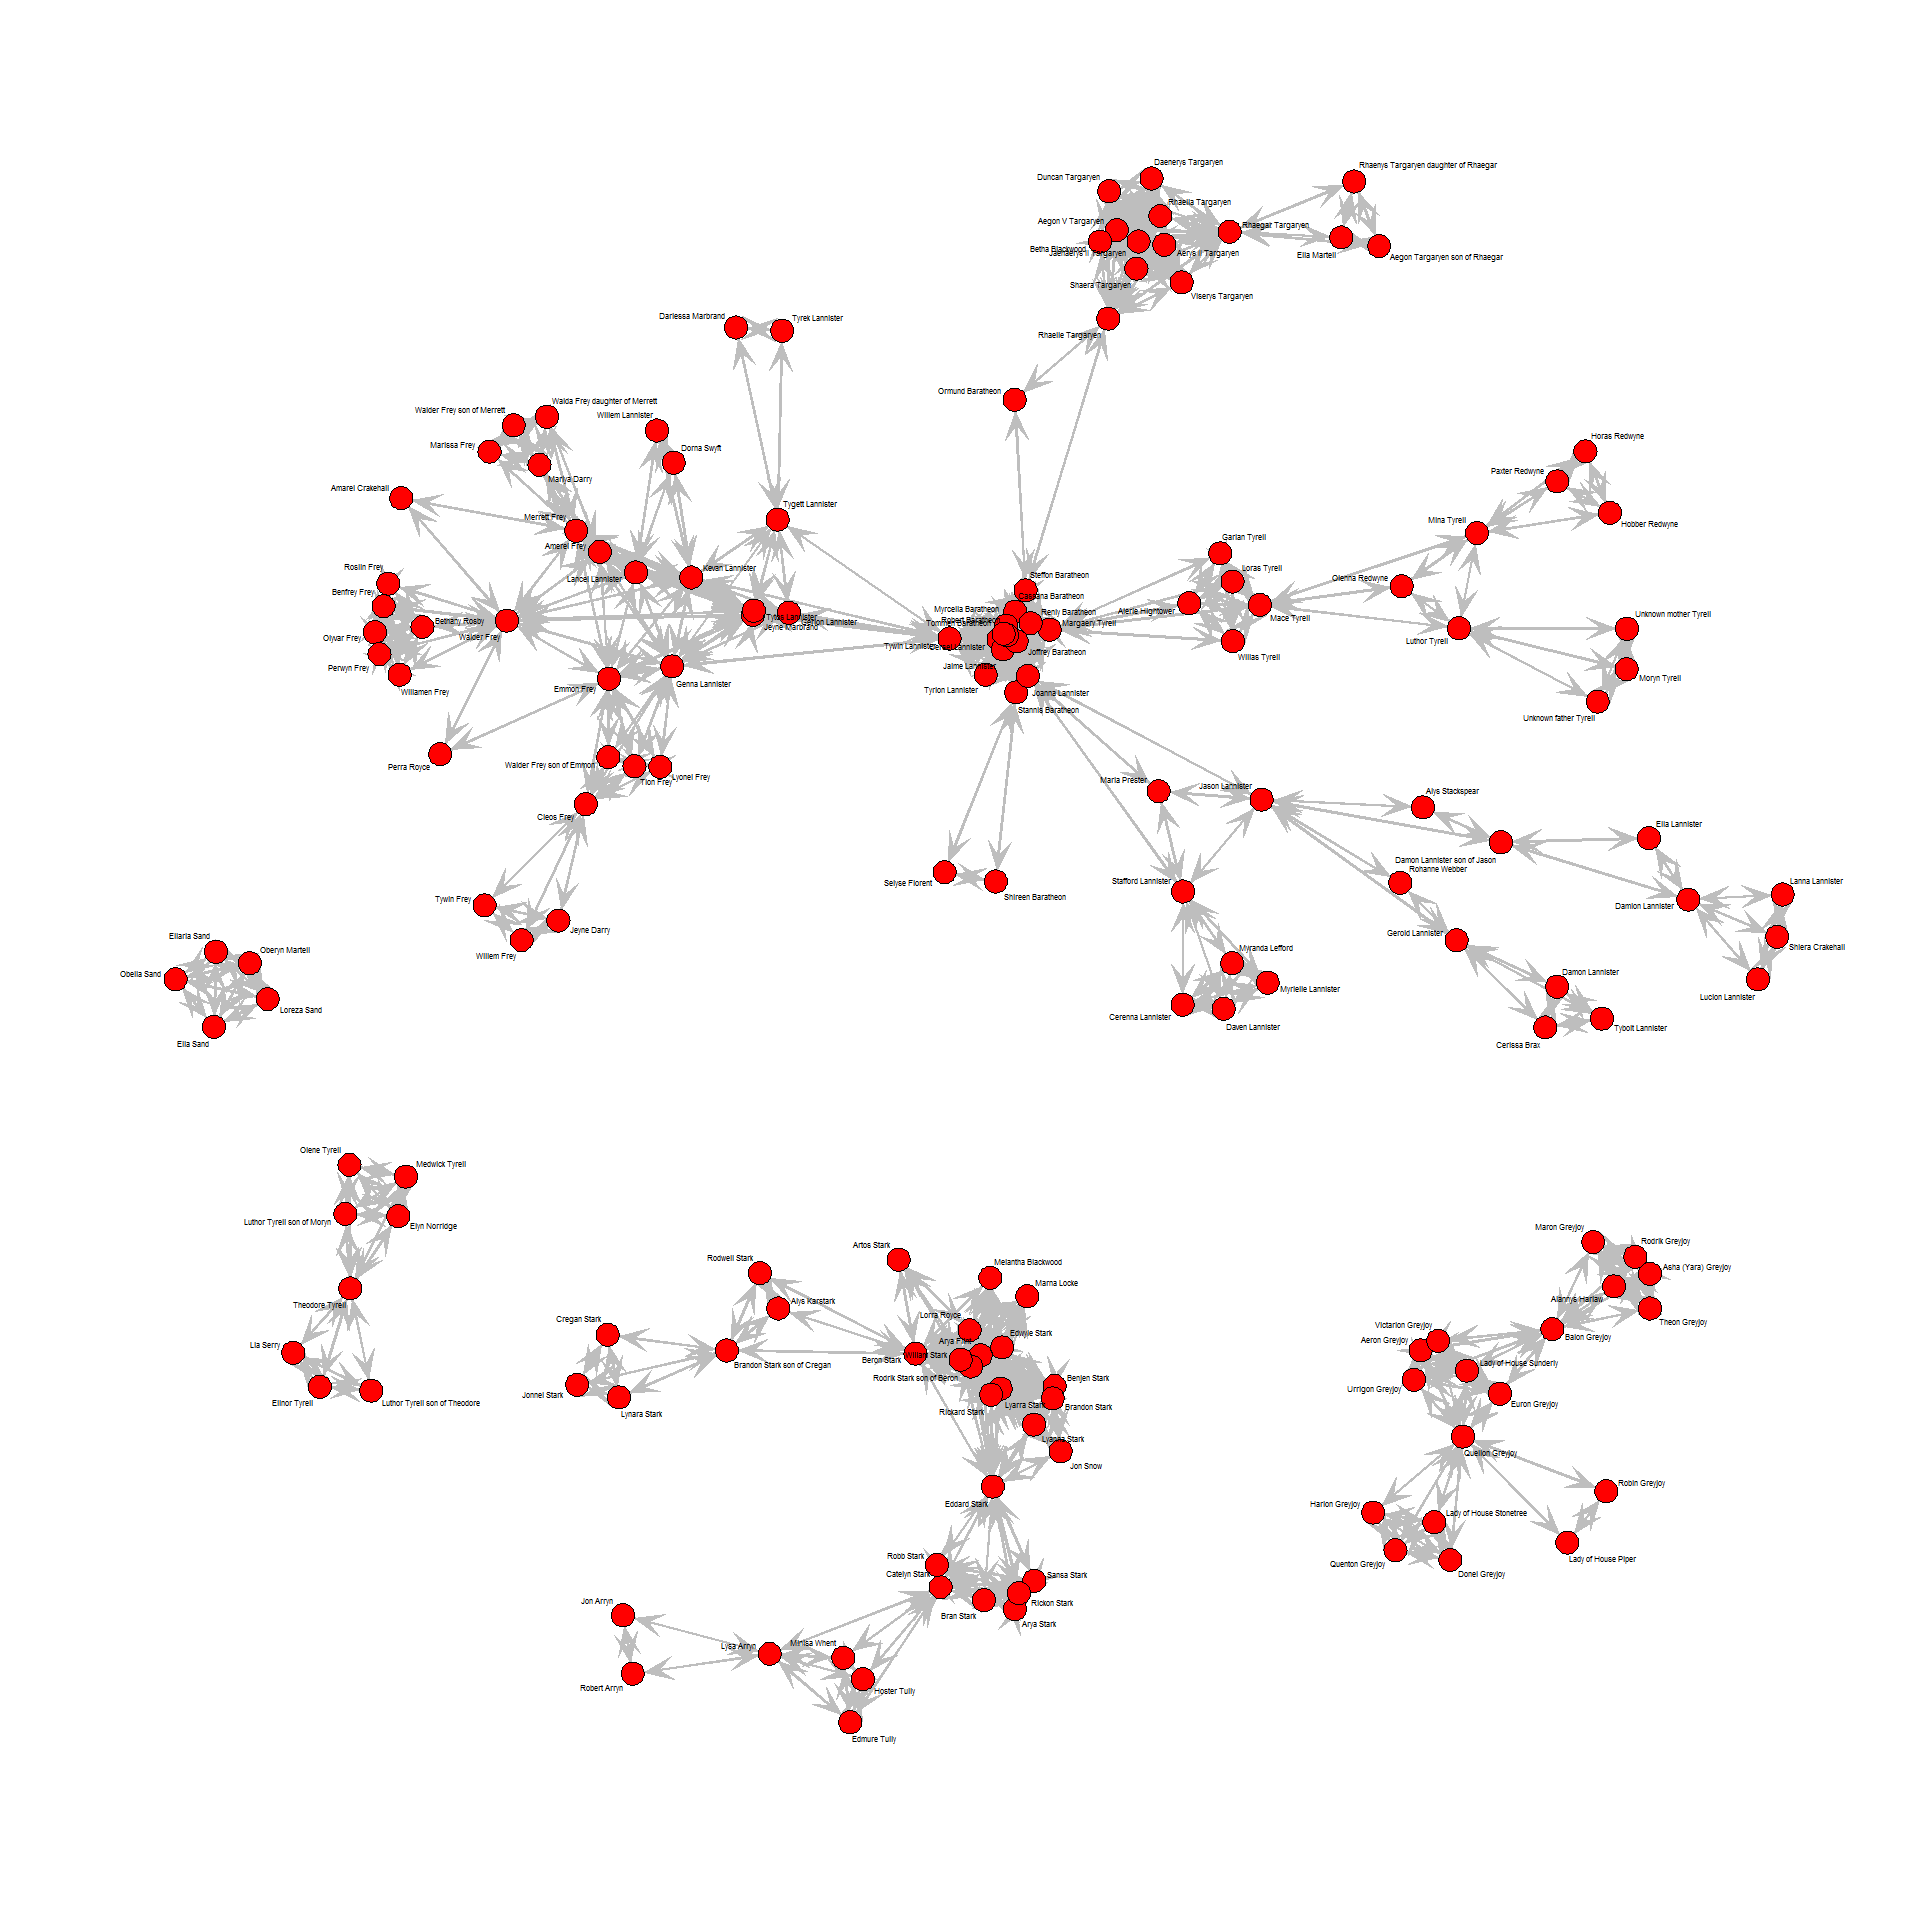 Daenerys Targaryen
Duncan Targaryen
Rhaenys Targaryen daughter of Rhaegar
Rhaella Targaryen
Aegon V Targaryen
Rhaegar Targaryen
Betha Blackwood
Jaehaerys II Targaryen
Aerys II Targaryen
Elia Martell
Aegon Targaryen son of Rhaegar
Shaera Targaryen
Viserys Targaryen
Rhaelle Targaryen
Darlessa Marbrand
Tyrek Lannister
Ormund Baratheon
Walda Frey daughter of Merrett
Walder Frey son of Merrett
Willem Lannister
Marissa Frey
Dorna Swyft
Mariya Darry
Amarei Crakehall
Horas Redwyne
Paxter Redwyne
Hobber Redwyne
Mina Tyrell
Tygett Lannister
Merrett Frey
Amerei Frey
Garlan Tyrell
Roslin Frey
Lancel Lannister
Kevan Lannister
Steffon Baratheon
Loras Tyrell
Olenna Redwyne
Benfrey Frey
Cassana Baratheon
Myrcella Baratheon
Renly Baratheon
Alerie Hightower
Mace Tyrell
Unknown mother Tyrell
Bethany Rosby
Tytos Lannister
Gerion Lannister
Jeyne Marbrand
Robert Baratheon
Tommen Baratheon
Margaery Tyrell
Olyvar Frey
Walder Frey
Tywin Lannister
Cersei Lannister
Joffrey Baratheon
Willas Tyrell
Luthor Tyrell
Perwyn Frey
Jaime Lannister
Moryn Tyrell
Willamen Frey
Emmon Frey
Genna Lannister
Tyrion Lannister
Joanna Lannister
Stannis Baratheon
Unknown father Tyrell
Perra Royce
Walder Frey son of Emmon
Tion Frey
Lyonel Frey
Marla Prester
Jason Lannister
Alys Stackspear
Cleos Frey
Ella Lannister
Damon Lannister son of Jason
Rohanne Webber
Selyse Florent
Shireen Baratheon
Stafford Lannister
Lanna Lannister
Damion Lannister
Tywin Frey
Jeyne Darry
Gerold Lannister
Shiera Crakehall
Willem Frey
Ellaria Sand
Oberyn Martell
Myranda Lefford
Obella Sand
Damon Lannister
Myrielle Lannister
Lucion Lannister
Loreza Sand
Cerenna Lannister
Daven Lannister
Tybolt Lannister
Elia Sand
Cerissa Brax
Olene Tyrell
Medwick Tyrell
Luthor Tyrell son of Moryn
Elyn Norridge
Maron Greyjoy
Rodrik Greyjoy
Artos Stark
Rodwell Stark
Melantha Blackwood
Asha (Yara) Greyjoy
Marna Locke
Theodore Tyrell
Alys Karstark
Alannys Harlaw
Theon Greyjoy
Lorra Royce
Cregan Stark
Victarion Greyjoy
Balon Greyjoy
Lia Serry
Arya Flint
Edwyle Stark
Aeron Greyjoy
Willam Stark
Beron Stark
Brandon Stark son of Cregan
Lady of House Sunderly
Rodrik Stark son of Beron
Benjen Stark
Urrigon Greyjoy
Jonnel Stark
Elinor Tyrell
Luthor Tyrell son of Theodore
Lynara Stark
Rickard Stark
Lyarra Stark
Brandon Stark
Euron Greyjoy
Lyanna Stark
Quellon Greyjoy
Jon Snow
Robin Greyjoy
Eddard Stark
Harlon Greyjoy
Lady of House Stonetree
Robb Stark
Lady of House Piper
Quenton Greyjoy
Donel Greyjoy
Catelyn Stark
Sansa Stark
Jon Arryn
Rickon Stark
Bran Stark
Arya Stark
Lysa Arryn
Minisa Whent
Robert Arryn
Hoster Tully
Edmure Tully